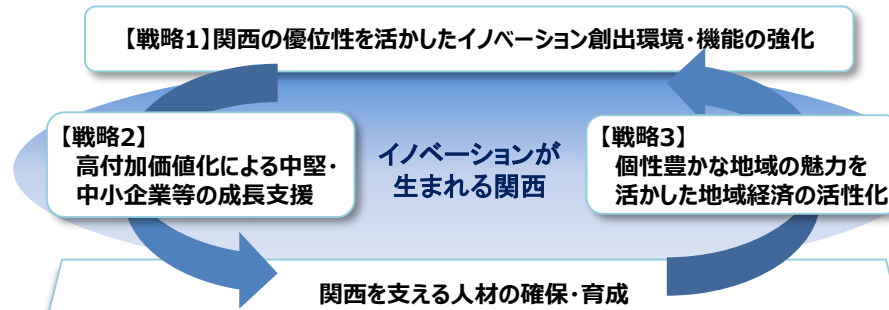 【戦略1】関西の優位性を活かしたイノベーション創出環境・機能の強化
【戦略2】
高付加価値化による中堅・
中小企業等の成長支援
イノベーションが
生まれる関西
【戦略3】
個性豊かな地域の魅力を
活かした地域経済の活性化
関西を支える人材の確保・育成